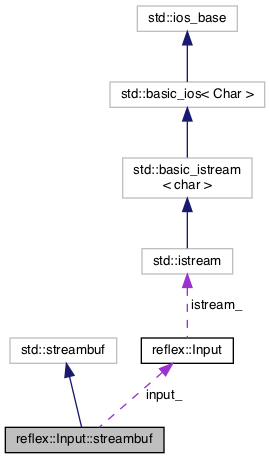 std::ios_base
std::basic_ios< Char >
std::basic_istream
< char >
std::istream
istream_
std::streambuf
reflex::Input
input_
reflex::Input::streambuf